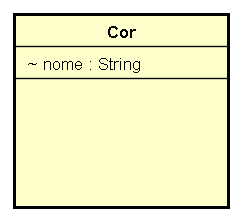 Cor
~ nome : String